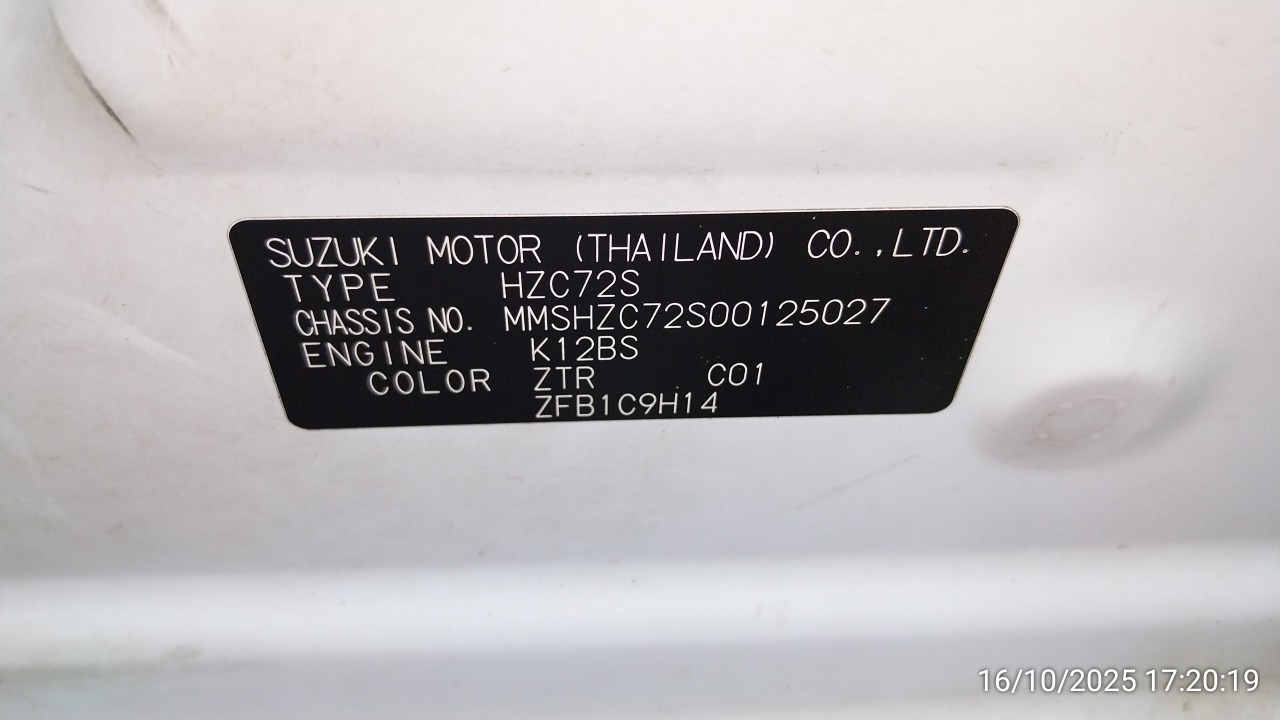 SUZUKI MOTOR (THAILAND) CO.,LTD.
TYPE HZC72S
CHASSIS NO. MMSHZC72S00125027
ENGINE K12BS
COLOR ZTR C01
ZFB1C9H14
16/10/2025 17:20:19